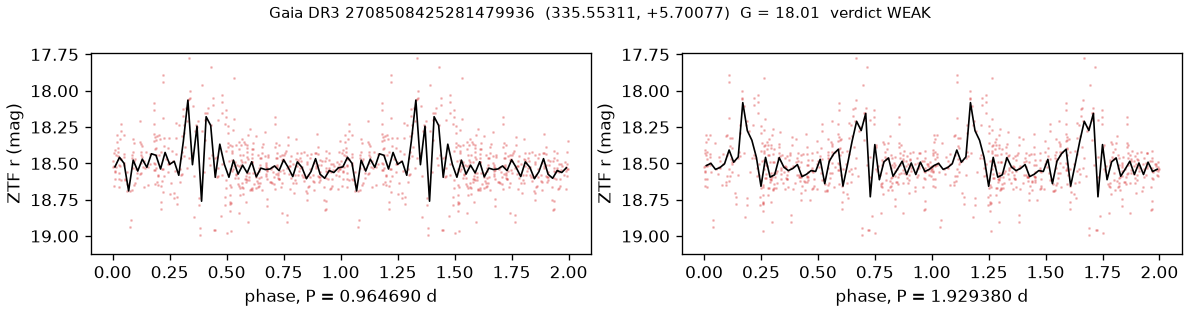 Gaia DR3 2708508425281479936  (335.55311, +5.70077)  G = 18.01  verdict WEAK
ZTF r (mag)
17.75
18.00
18.25
18.50
18.75
19.00
0.00 0.25 0.50 0.75 1.00 1.25 1.50 1.75 2.00
phase, P = 0.964690 d
ZTF r (mag)
17.75
18.00
18.25
18.50
18.75
19.00
0.00 0.25 0.50 0.75 1.00 1.25 1.50 1.75 2.00
phase, P = 1.929380 d